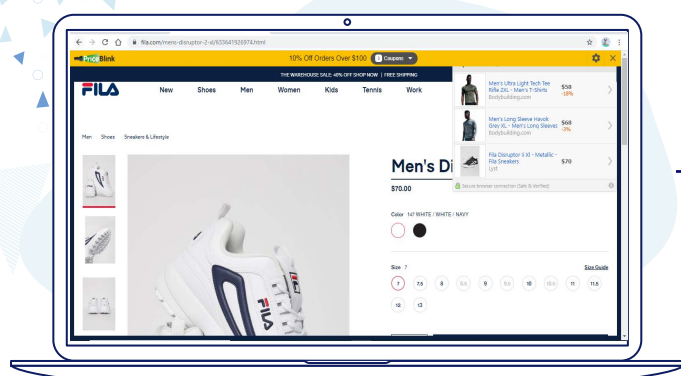 fila.com/mens-disruptor-2-xl/633641926974.html
PriceBlink
10% Off Orders Over $100
Coupons
THE WAREHOUSE SALE: 40% OFF SHOP NOW | FREE SHIPPING
FILA
New Shoes Men Women Kids Tennis Work
Men's Ultra Light Tech Tee
Rifle 2XL - Men's T-Shirts
Bodybuilding.com
$58
-18%
Men's Long Sleeve Havok
Grey XL - Men's Long Sleeves
Bodybuilding.com
$68
-3%
Fila Disruptor II XI - Metallic -
Fila Sneakers
Lyst
$70
Secure browser connection (Safe & Verified)
Men Shoes Sneakers & Lifestyle
Men's Di
$70.00
Color 147 WHITE / WHITE / NAVY
Size 7
Size Guide
7 7.5 8 8.5 9 9.5 10 10.5 11 11.5
12 13
FILA